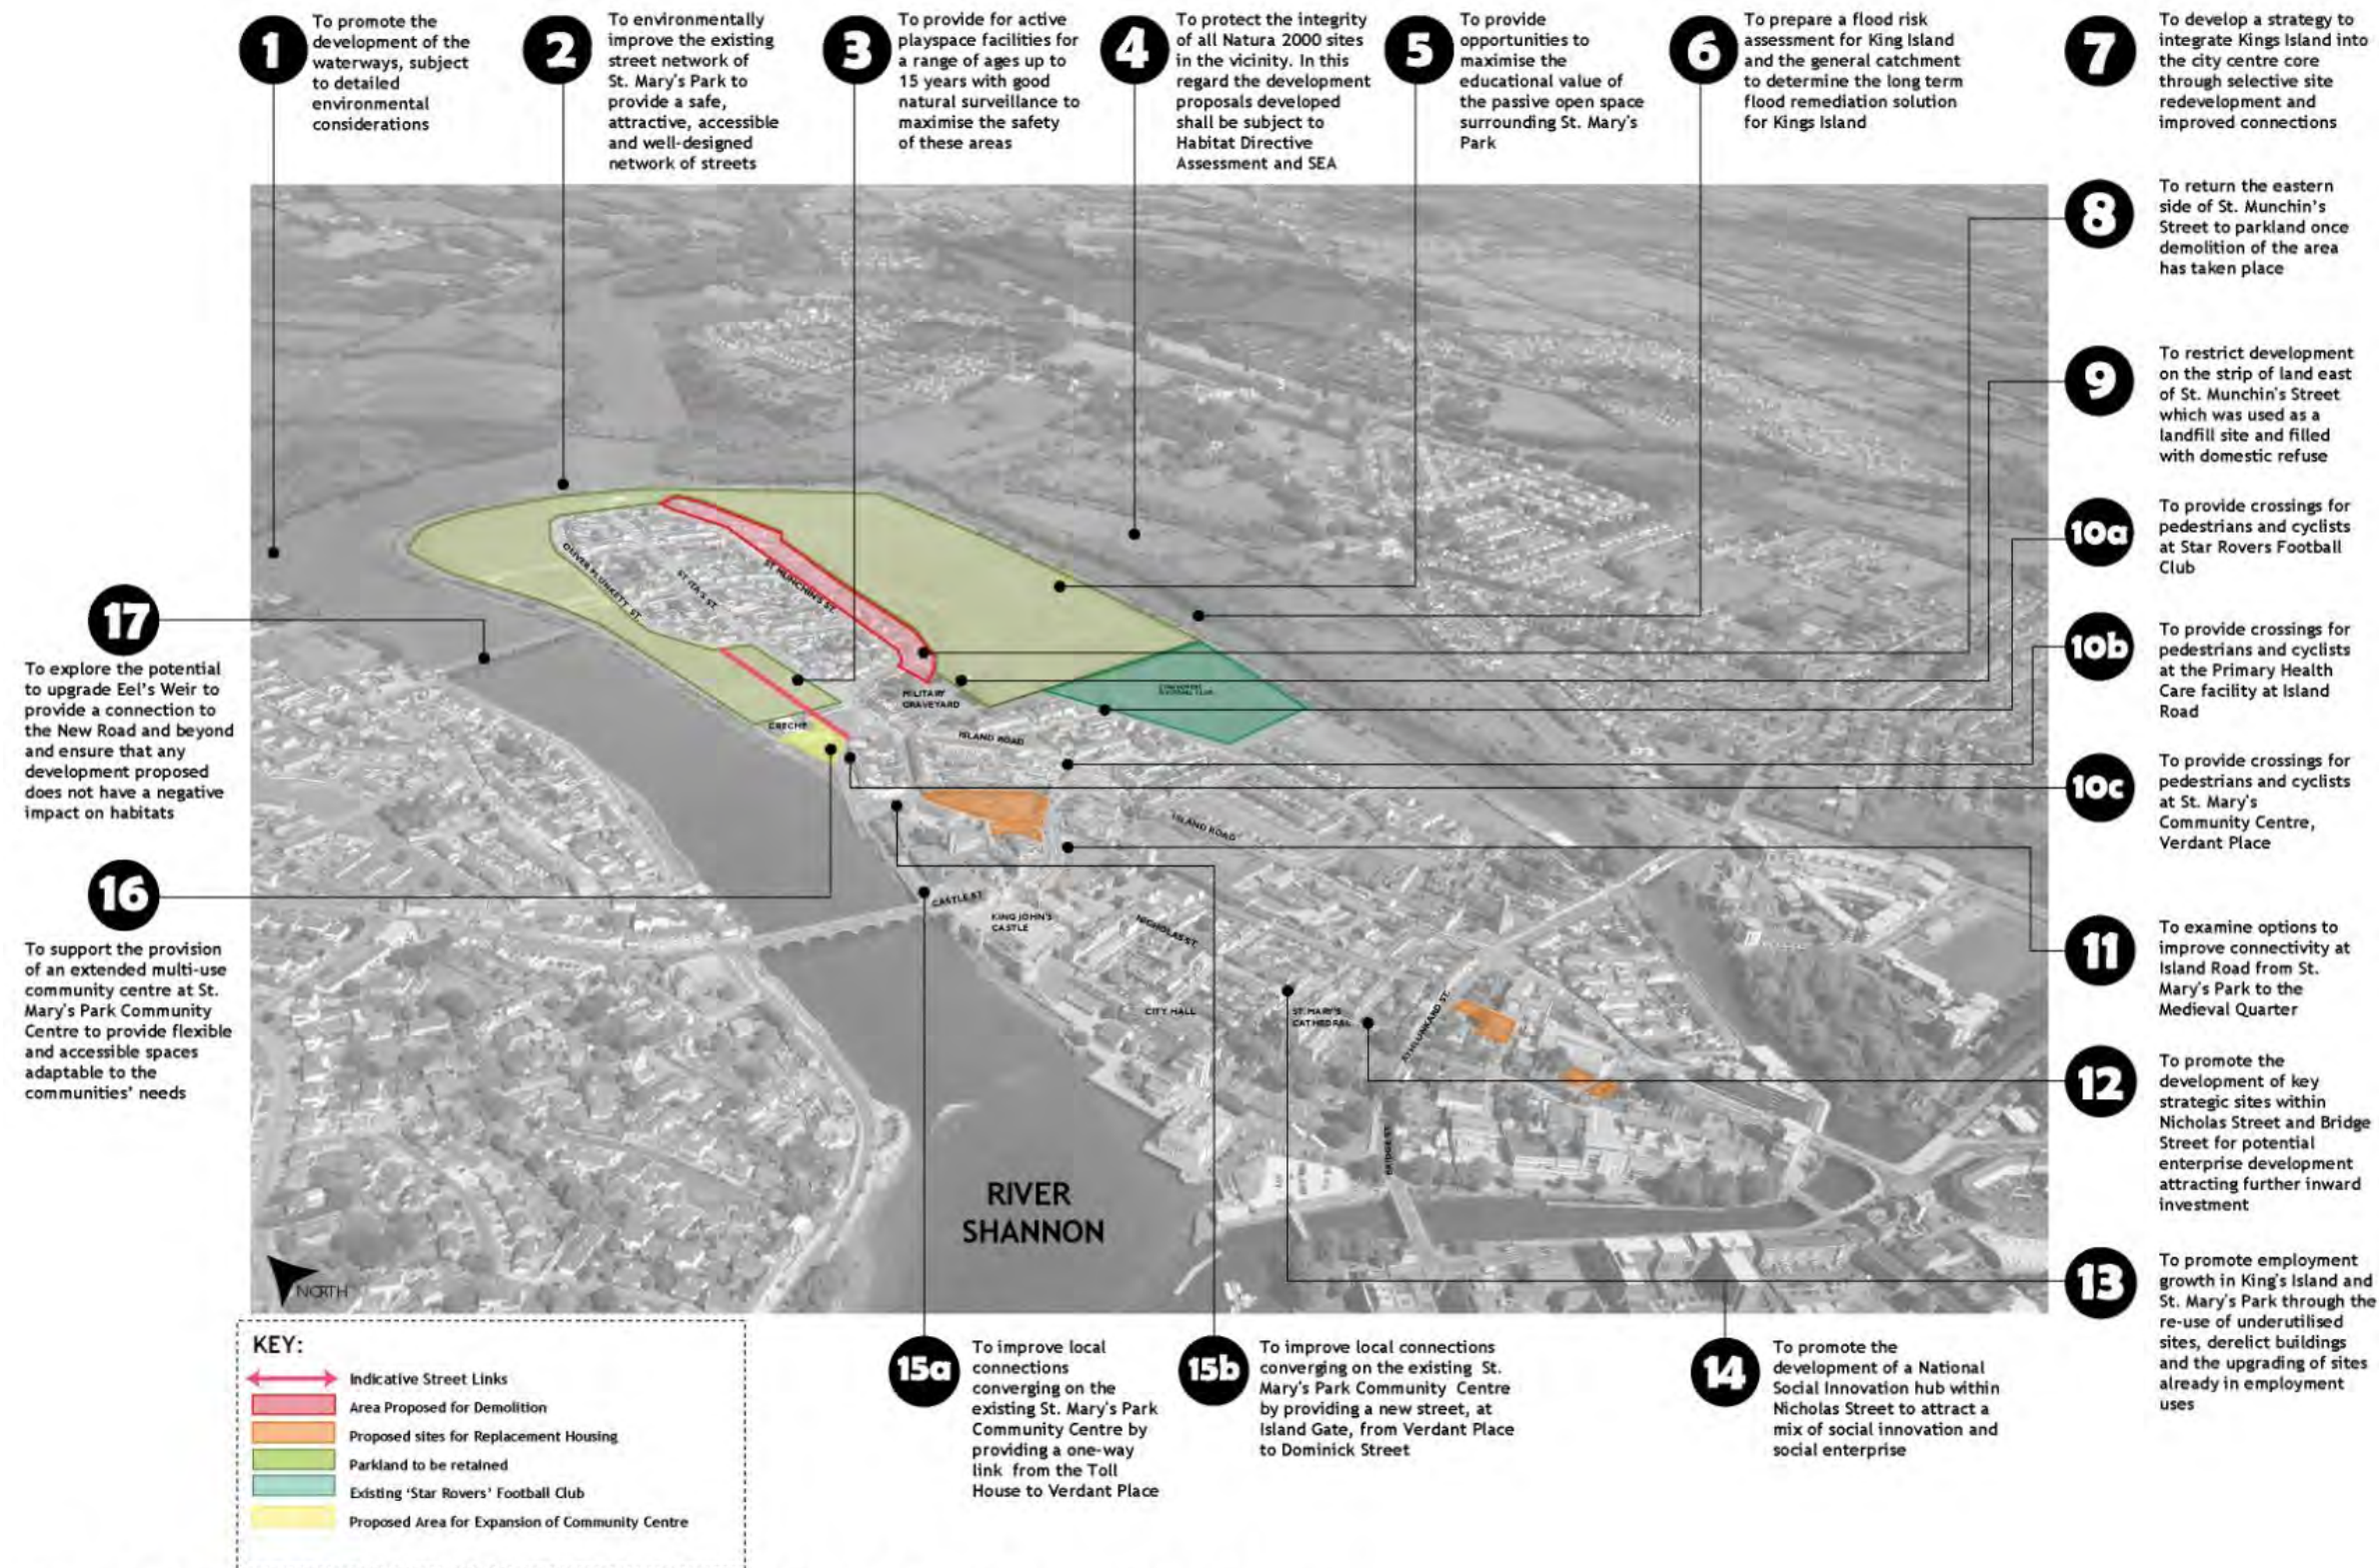 1
To promote the
development of the
waterways, subject
to detailed
environmental
considerations
2
To environmentally
improve the existing
street network of
St. Mary's Park to
provide a safe,
attractive, accessible
and well-designed
network of streets
3
To provide for active
playspace facilities for
a range of ages up to
15 years with good
natural surveillance to
maximise the safety
of these areas
4
To protect the integrity
of all Natura 2000 sites
in the vicinity. In this
regard the development
proposals developed
shall be subject to
Habitat Directive
Assessment and SEA
5
To provide
opportunities to
maximise the
educational value of
the passive open space
surrounding St. Mary's
Park
6
To prepare a flood risk
assessment for King Island
and the general catchment
to determine the long term
flood remediation solution
for Kings Island
7
To develop a strategy to
integrate Kings Island into
the city centre core
through selective site
redevelopment and
improved connections
8
To return the eastern
side of St. Munchin's
Street to parkland once
demolition of the area
has taken place
9
To restrict development
on the strip of land east
of St. Munchin's Street
which was used as a
landfill site and filled
with domestic refuse
10a
To provide crossings for
pedestrians and cyclists
at Star Rovers Football
Club
10b
To provide crossings for
pedestrians and cyclists
at the Primary Health
Care facility at Island
Road
10c
To provide crossings for
pedestrians and cyclists
at St. Mary's
Community Centre,
Verdant Place
11
To examine options to
improve connectivity at
Island Road from St.
Mary's Park to the
Medieval Quarter
12
To promote the
development of key
strategic sites within
Nicholas Street and Bridge
Street for potential
enterprise development
attracting further inward
investment
13
To promote employment
growth in King's Island and
St. Mary's Park through the
re-use of underutilised
sites, derelict buildings
and the upgrading of sites
already in employment
uses
14
To promote the
development of a National
Social Innovation hub within
Nicholas Street to attract a
mix of social innovation and
social enterprise
15b
To improve local connections
converging on the existing St.
Mary's Park Community Centre
by providing a new street, at
Island Gate, from Verdant Place
to Dominick Street
15a
To improve local
connections
converging on the
existing St. Mary's Park
Community Centre by
providing a one-way
link from the Toll
House to Verdant Place
16
To support the provision
of an extended multi-use
community centre at St.
Mary's Park Community
Centre to provide flexible
and accessible spaces
adaptable to the
communities' needs
17
To explore the potential
to upgrade Eel's Weir to
provide a connection to
the New Road and beyond
and ensure that any
development proposed
does not have a negative
impact on habitats
OLIVER PLUNKETT ST.
ST ITA'S ST.
ST MUNCHIN'S ST.
MILITARY
GRAVEYARD
CRECHE
ISLAND ROAD
ISLAND ROAD
CASTLE ST
KING JOHN'S
CASTLE
NICHOLAS ST.
CITY HALL
ST. MARY'S
CATHEDRAL
ATHLUNKARD ST.
BRIDGE ST
RIVER
SHANNON
NORTH
KEY:
Indicative Street Links
Area Proposed for Demolition
Proposed sites for Replacement Housing
Parkland to be retained
Existing 'Star Rovers' Football Club
Proposed Area for Expansion of Community Centre